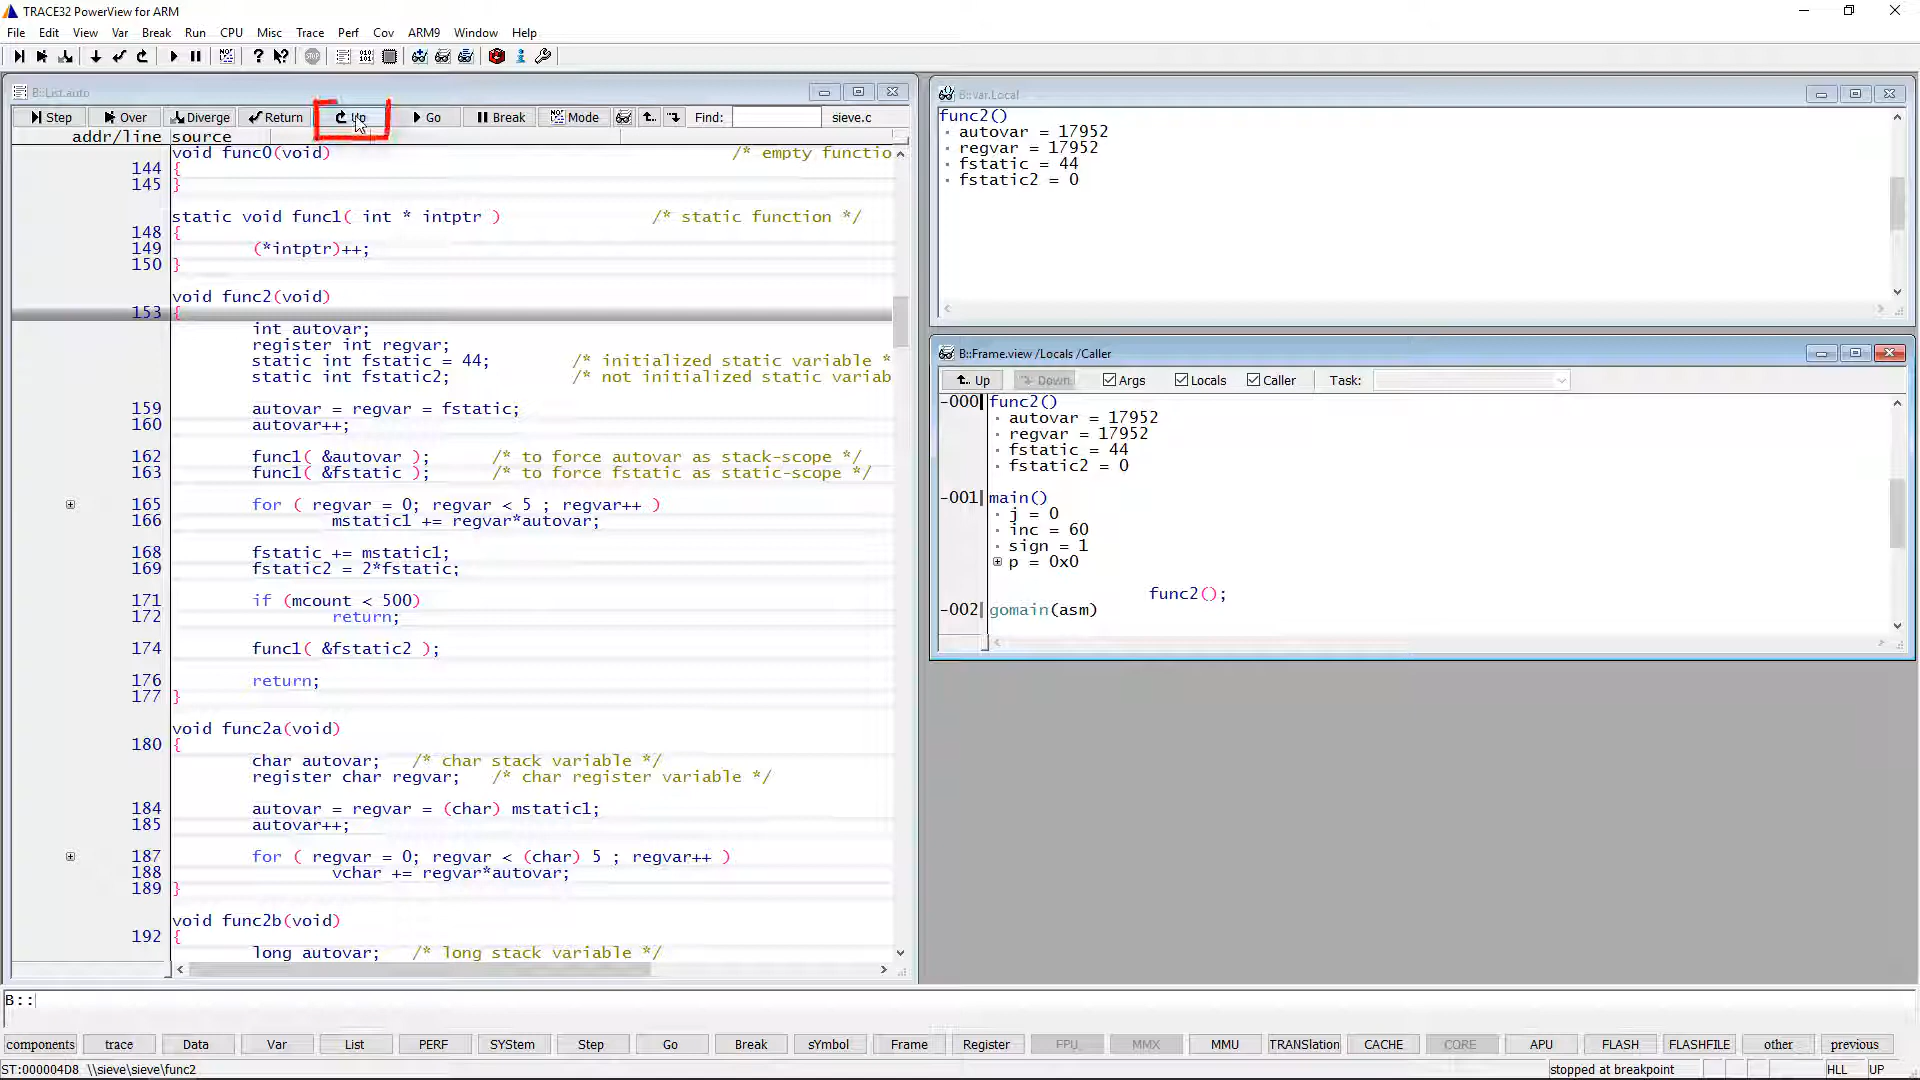 TRACE32 PowerView for ARM
File Edit View Var Break Run CPU Misc Trace Perf Cov ARM9 Window Help
B::List.auto
Step Over Diverge Return Up Go Break Mode Find: sieve.c
addr/line source
void func0(void) /* empty functio
144 {
145 }
static void func1( int * intptr ) /* static function */
148 {
149 (*intptr)++;
150 }
void func2(void)
153 {
int autovar;
register int regvar;
static int fstatic = 44; /* initialized static variable *
static int fstatic2; /* not initialized static variab
159 autovar = regvar = fstatic;
160 autovar++;
162 func1( &autovar ); /* to force autovar as stack-scope */
163 func1( &fstatic ); /* to force fstatic as static-scope */
165 for ( regvar = 0; regvar < 5 ; regvar++ )
166 mstatic1 += regvar*autovar;
168 fstatic += mstatic1;
169 fstatic2 = 2*fstatic;
171 if (mcount < 500)
172 return;
174 func1( &fstatic2 );
176 return;
177 }
void func2a(void)
180 {
char autovar; /* char stack variable */
register char regvar; /* char register variable */
184 autovar = regvar = (char) mstatic1;
185 autovar++;
187 for ( regvar = 0; regvar < (char) 5 ; regvar++ )
188 vchar += regvar*autovar;
189 }
void func2b(void)
192 {
long autovar; /* long stack variable */
B::var.Local
func2()
autovar = 17952
regvar = 17952
fstatic = 44
fstatic2 = 0
B::Frame.view /Locals /Caller
Up Down Args Locals Caller Task:
-000 func2()
autovar = 17952
regvar = 17952
fstatic = 44
fstatic2 = 0
-001 main()
j = 0
inc = 60
sign = 1
p = 0x0
func2();
-002 gomain(asm)
B::
components trace Data Var List PERF SYStem Step Go Break sYmbol Frame Register FPU MMX MMU TRANSlation CACHE CORE APU FLASH FLASHFILE other previous
ST:000004D8 \\sieve\sieve\func2 stopped at breakpoint HLL UP